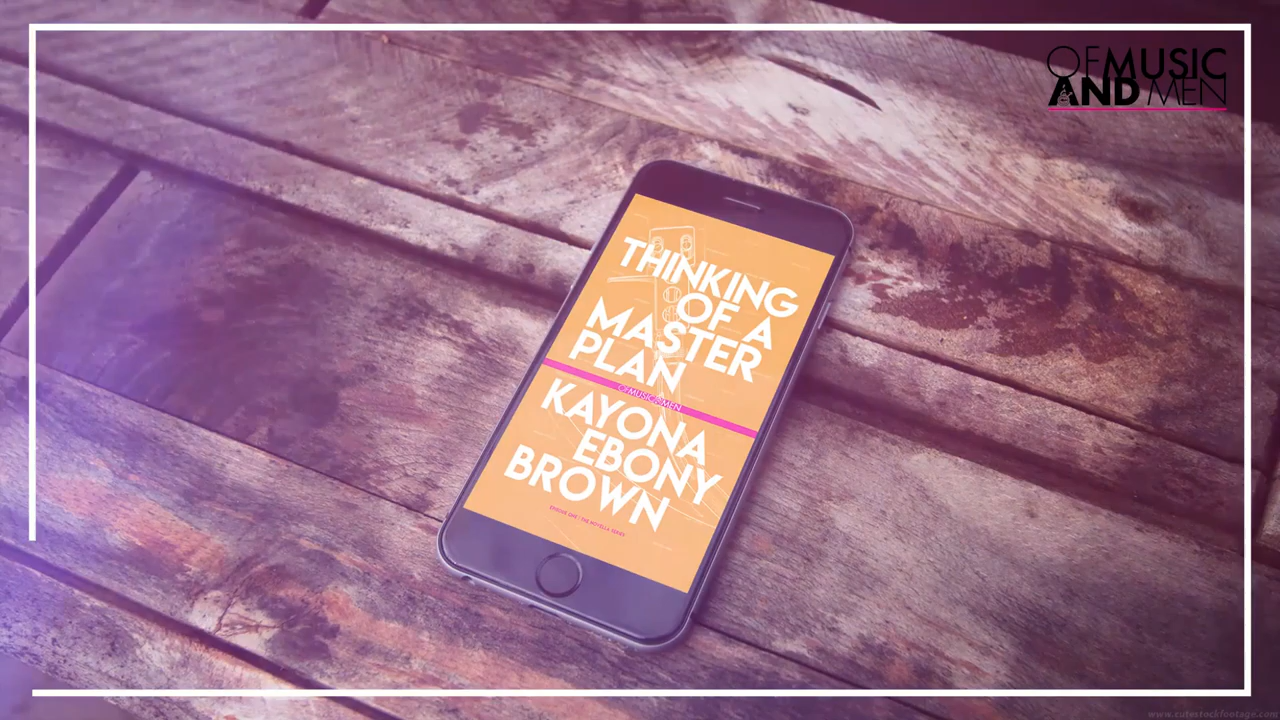 OF MUSIC
AND MEN
THINKING
OF A
MASTER
PLAN
OF MUSIC & MEN
KAYONA
EBONY
BROWN
EPISODE ONE | THE NOVELLA SERIES
www.cutestockfootage.com